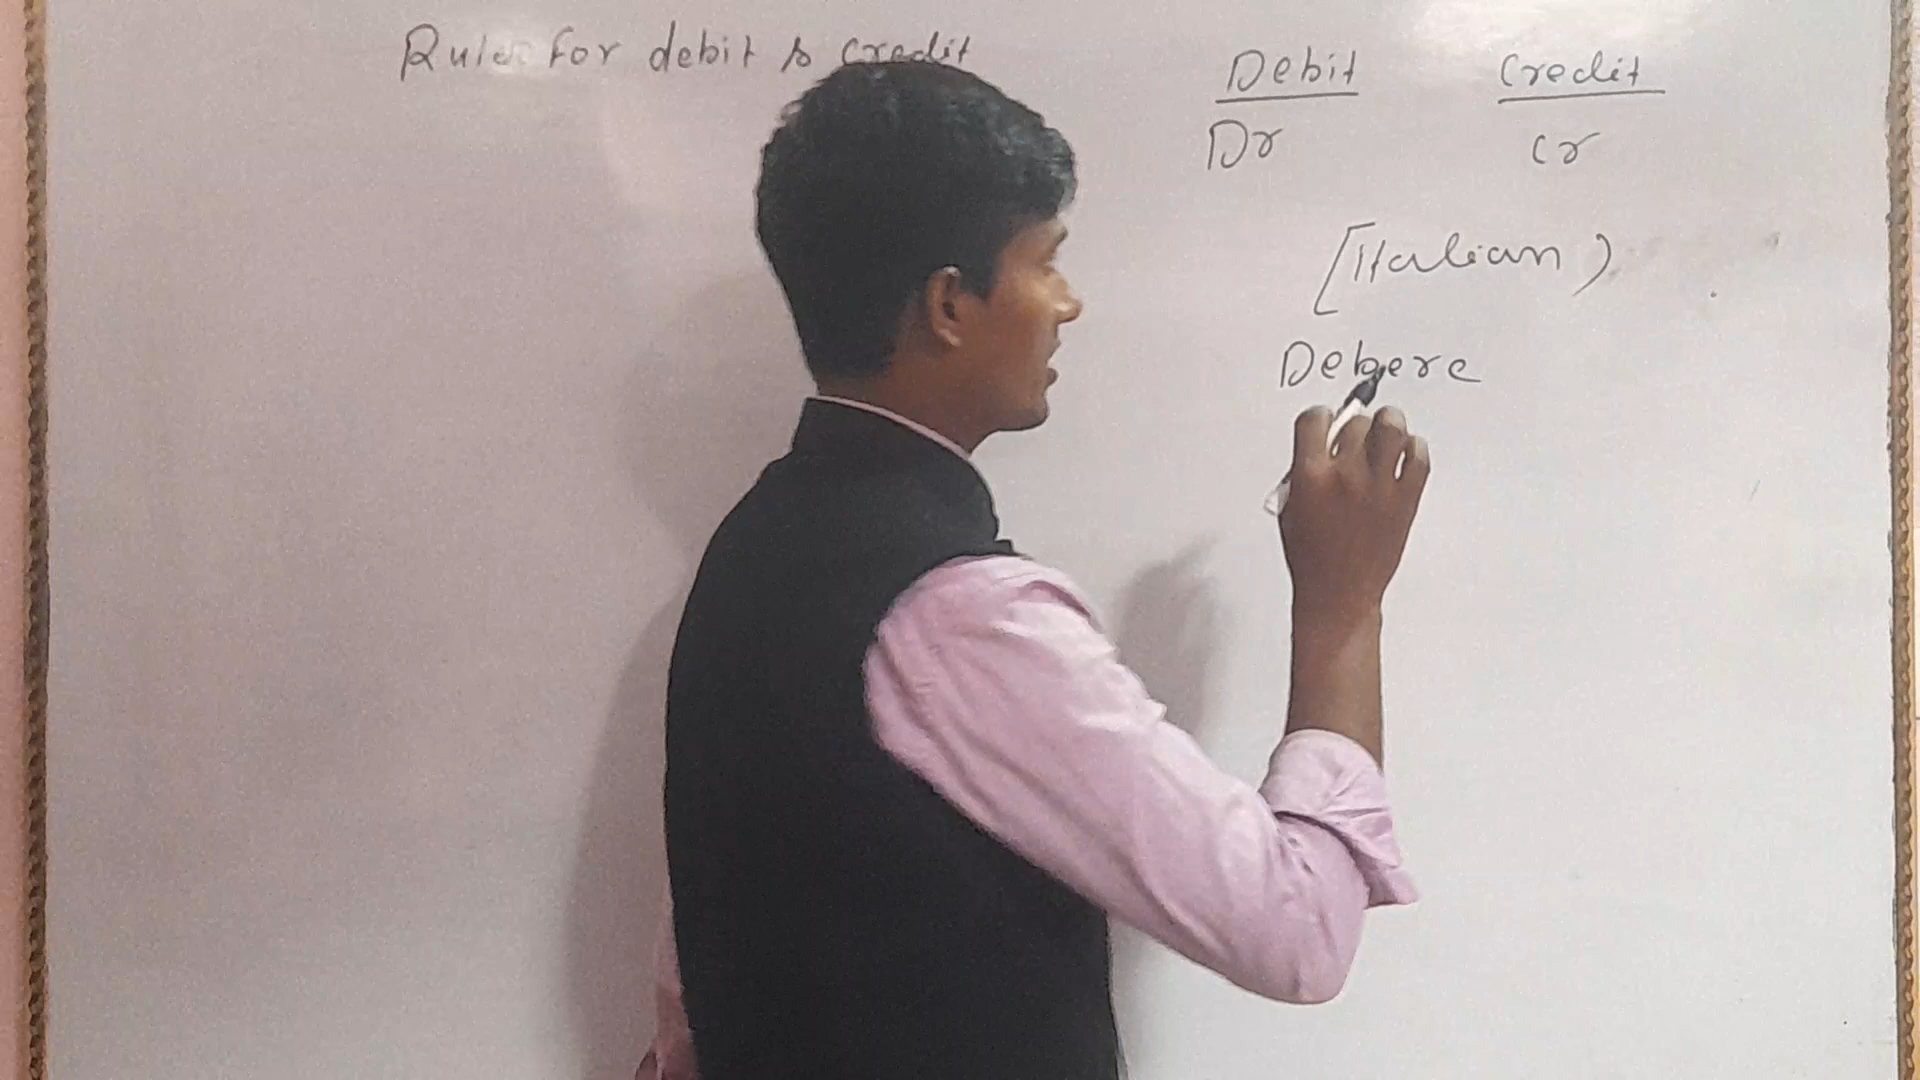 Rules for debit & credit
Debit Credit
Dr Cr
[Italian)
Debere